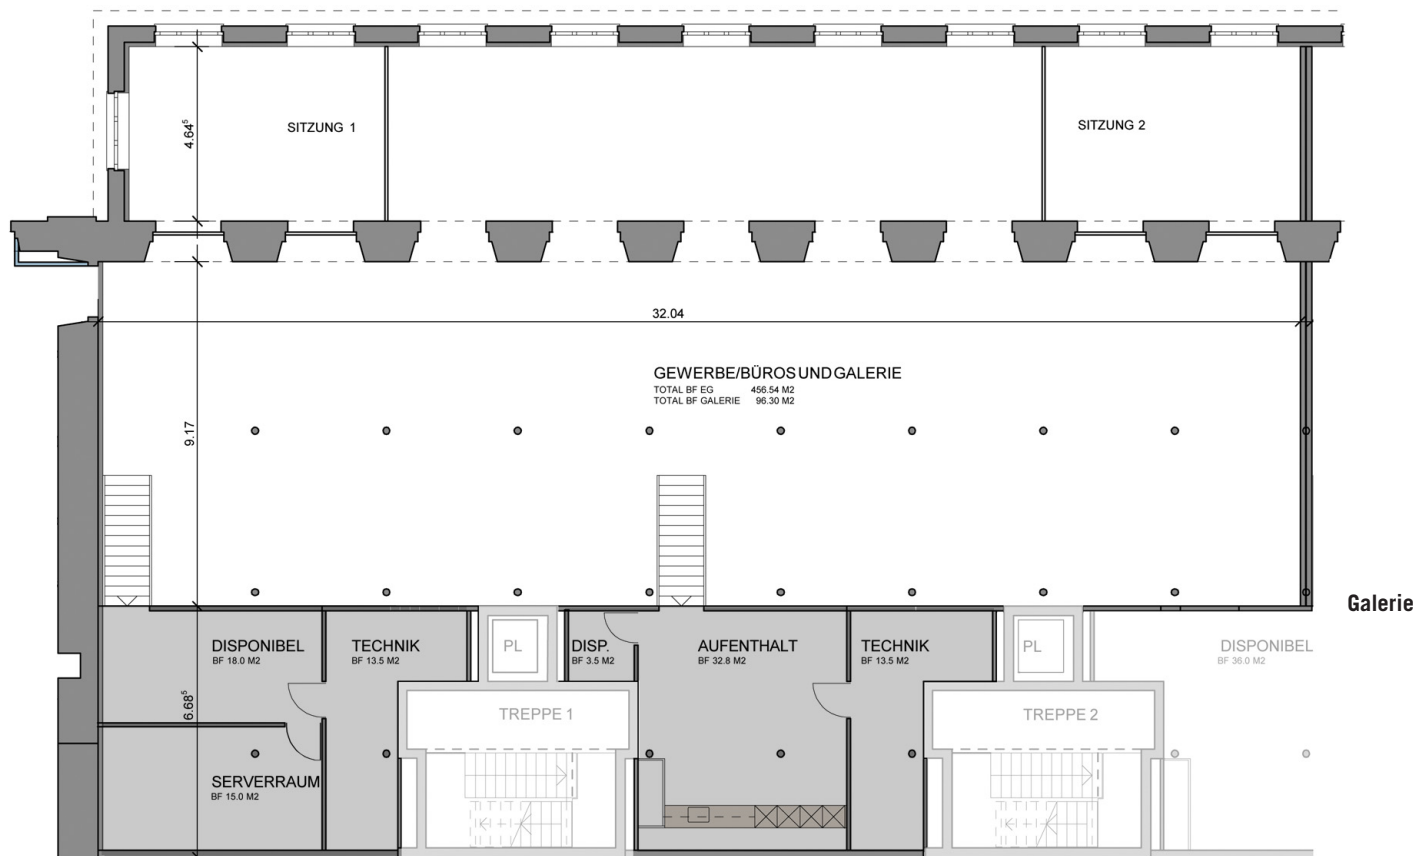 SITZUNG 1
SITZUNG 2
4.64⁵
32.04
GEWERBE/BÜROS UND GALERIE
TOTAL BF EG 456.54 M2
TOTAL BF GALERIE 96.30 M2
9.17
Galerie
DISPONIBEL
BF 18.0 M2
TECHNIK
BF 13.5 M2
PL
DISP.
BF 3.5 M2
AUFENTHALT
BF 32.8 M2
TECHNIK
BF 13.5 M2
PL
DISPONIBEL
BF 36.0 M2
6.68⁵
TREPPE 1
TREPPE 2
SERVERRAUM
BF 15.0 M2